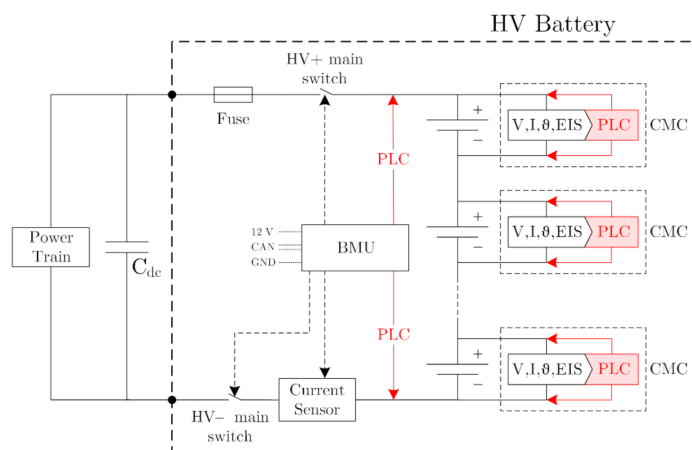 HV Battery
HV+ main
switch
Fuse
+
−
V,I,ϑ,EIS
PLC
CMC
PLC
Power
Train
C_dc
12 V
CAN
GND
BMU
+
−
V,I,ϑ,EIS
PLC
CMC
PLC
+
−
V,I,ϑ,EIS
PLC
CMC
Current
Sensor
HV− main
switch